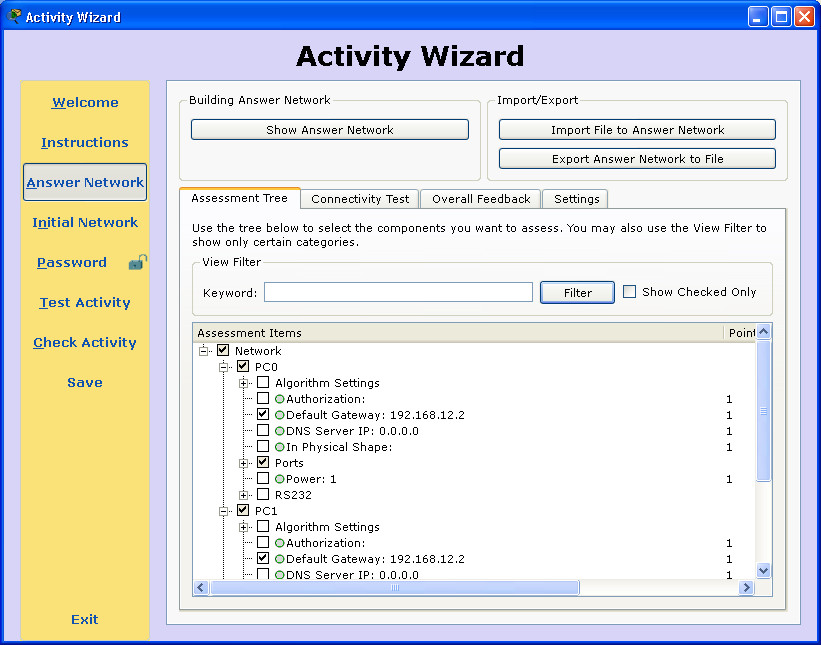 Activity Wizard
Activity Wizard
Welcome
Instructions
Answer Network
Initial Network
Password
Test Activity
Check Activity
Save
Exit
Building Answer Network
Show Answer Network
Import/Export
Import File to Answer Network
Export Answer Network to File
Assessment Tree
Connectivity Test
Overall Feedback
Settings
Use the tree below to select the components you want to assess. You may also use the View Filter to
show only certain categories.
View Filter
Keyword:
Filter
Show Checked Only
Assessment Items Point
Network
PC0
Algorithm Settings
Authorization: 1
Default Gateway: 192.168.12.2 1
DNS Server IP: 0.0.0.0 1
In Physical Shape: 1
Ports
Power: 1 1
RS232
PC1
Algorithm Settings
Authorization: 1
Default Gateway: 192.168.12.2 1
DNS Server IP: 0.0.0.0 1